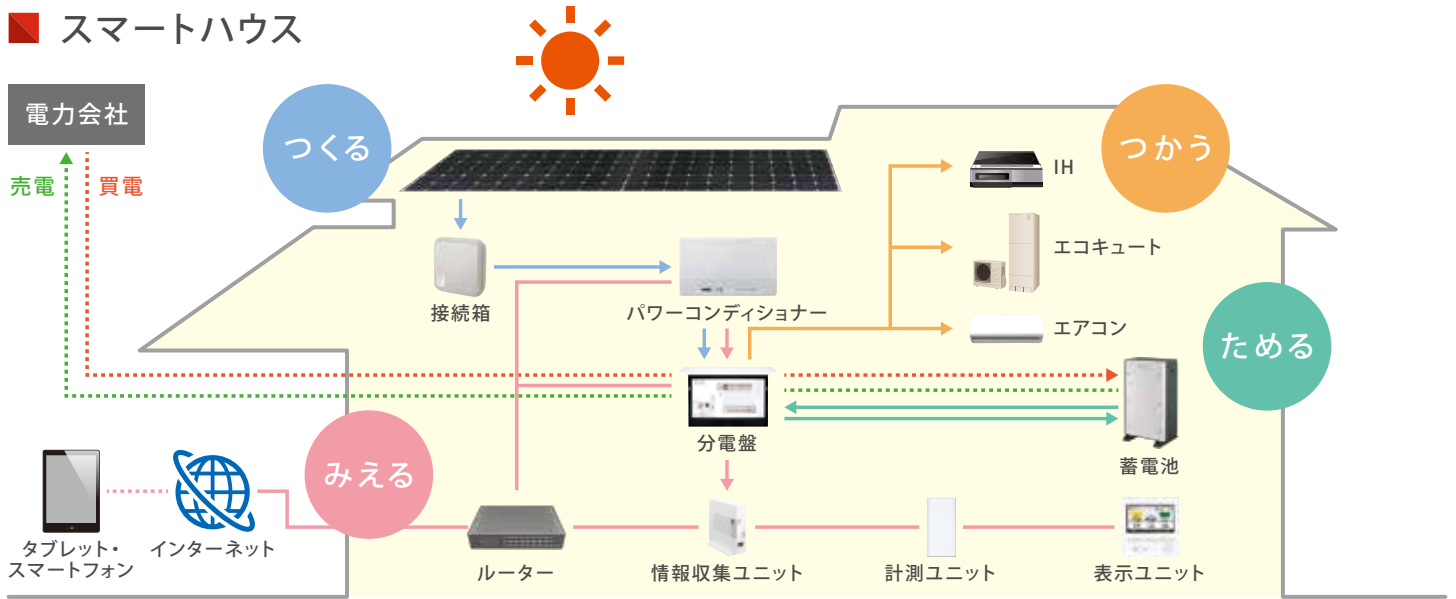 スマートハウス
電力会社
売電
買電
つくる
つかう
IH
エコキュート
エアコン
接続箱
パワーコンディショナー
ためる
分電盤
蓄電池
みえる
タブレット・
スマートフォン
インターネット
ルーター
情報収集ユニット
計測ユニット
表示ユニット